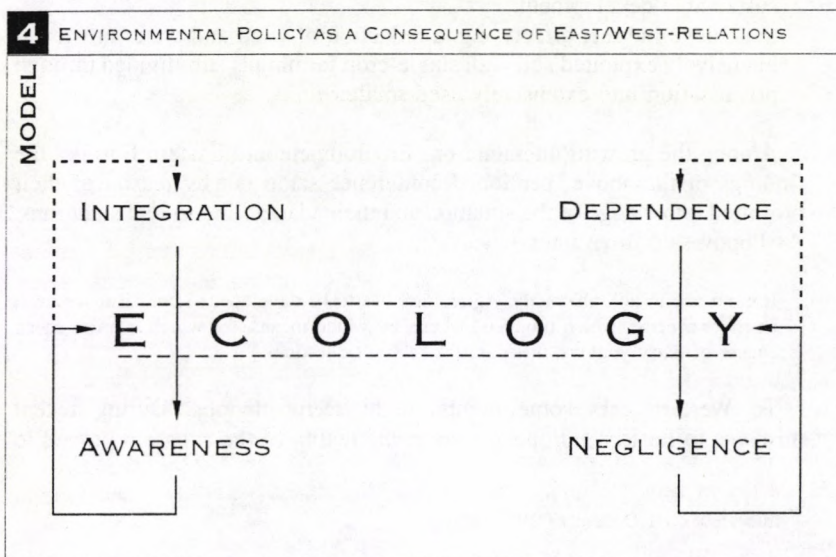 4 ENVIRONMENTAL POLICY AS A CONSEQUENCE OF EAST/WEST-RELATIONS
MODEL
INTEGRATION DEPENDENCE
ECOLOGY
AWARENESS NEGLIGENCE